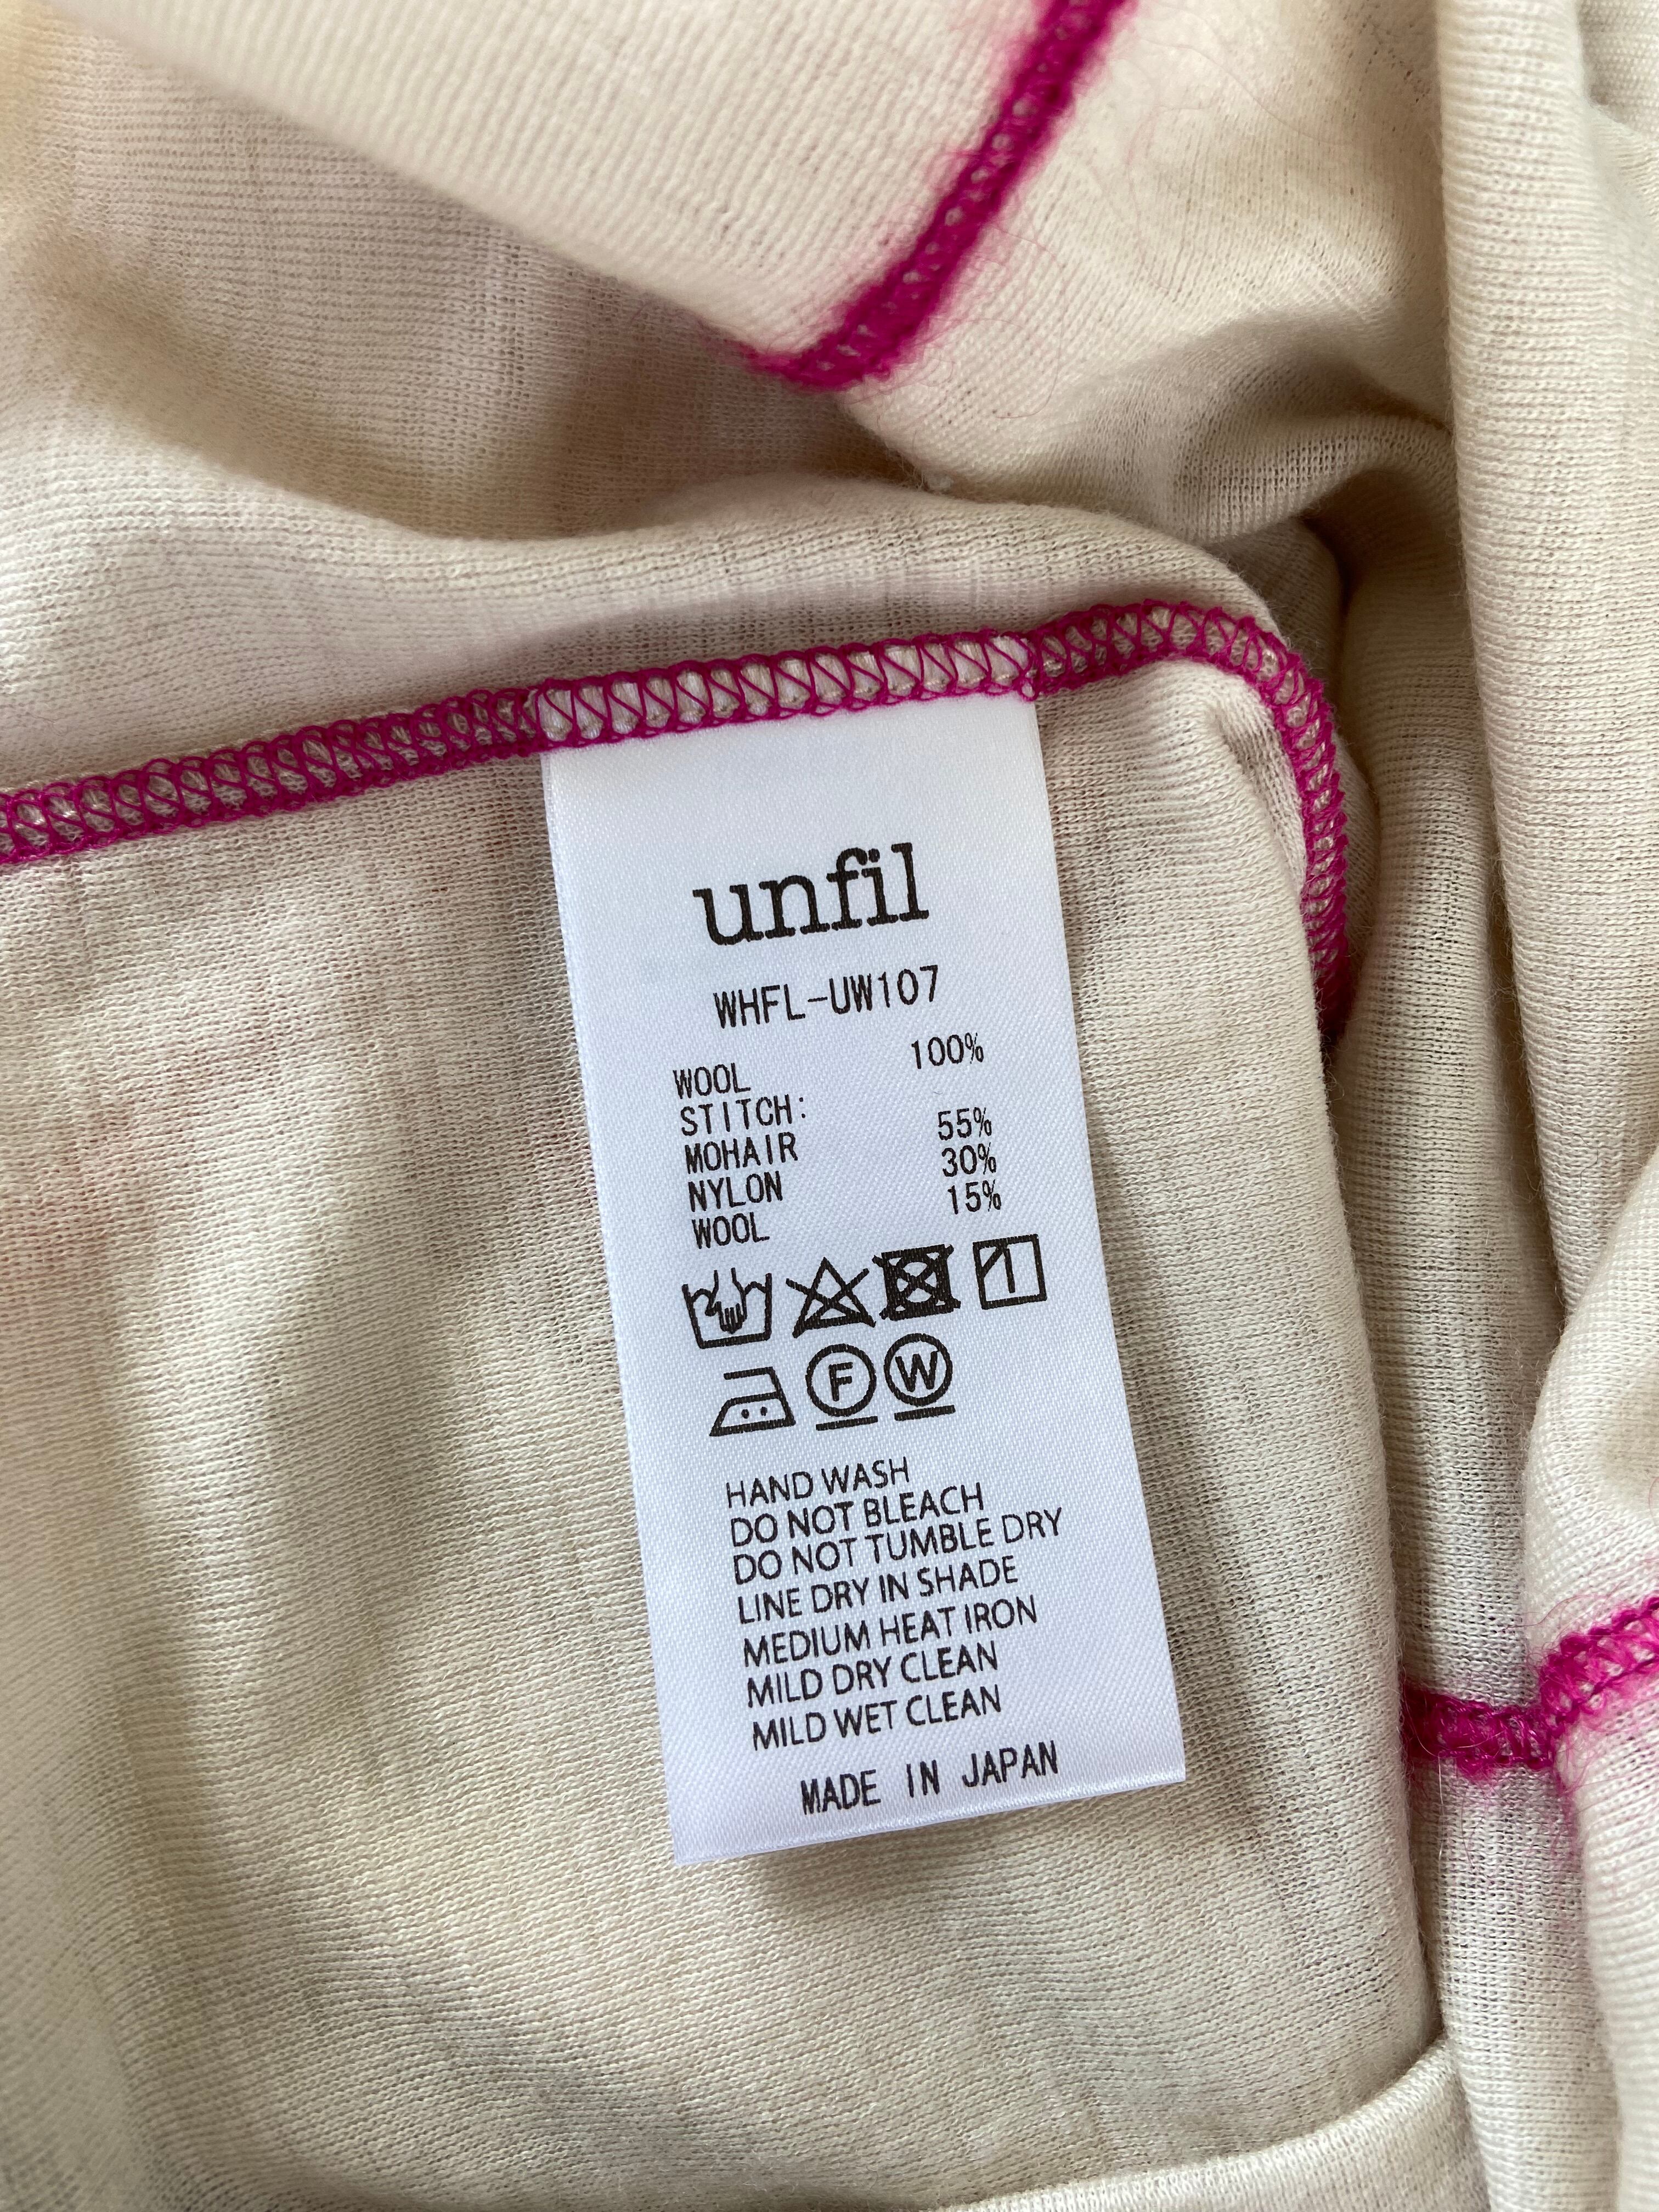 unfil
WHFL-UW107
WOOL 100%
STITCH:
MOHAIR 55%
NYLON 30%
WOOL 15%
F W
HAND WASH
DO NOT BLEACH
DO NOT TUMBLE DRY
LINE DRY IN SHADE
MEDIUM HEAT IRON
MILD DRY CLEAN
MILD WET CLEAN
MADE IN JAPAN